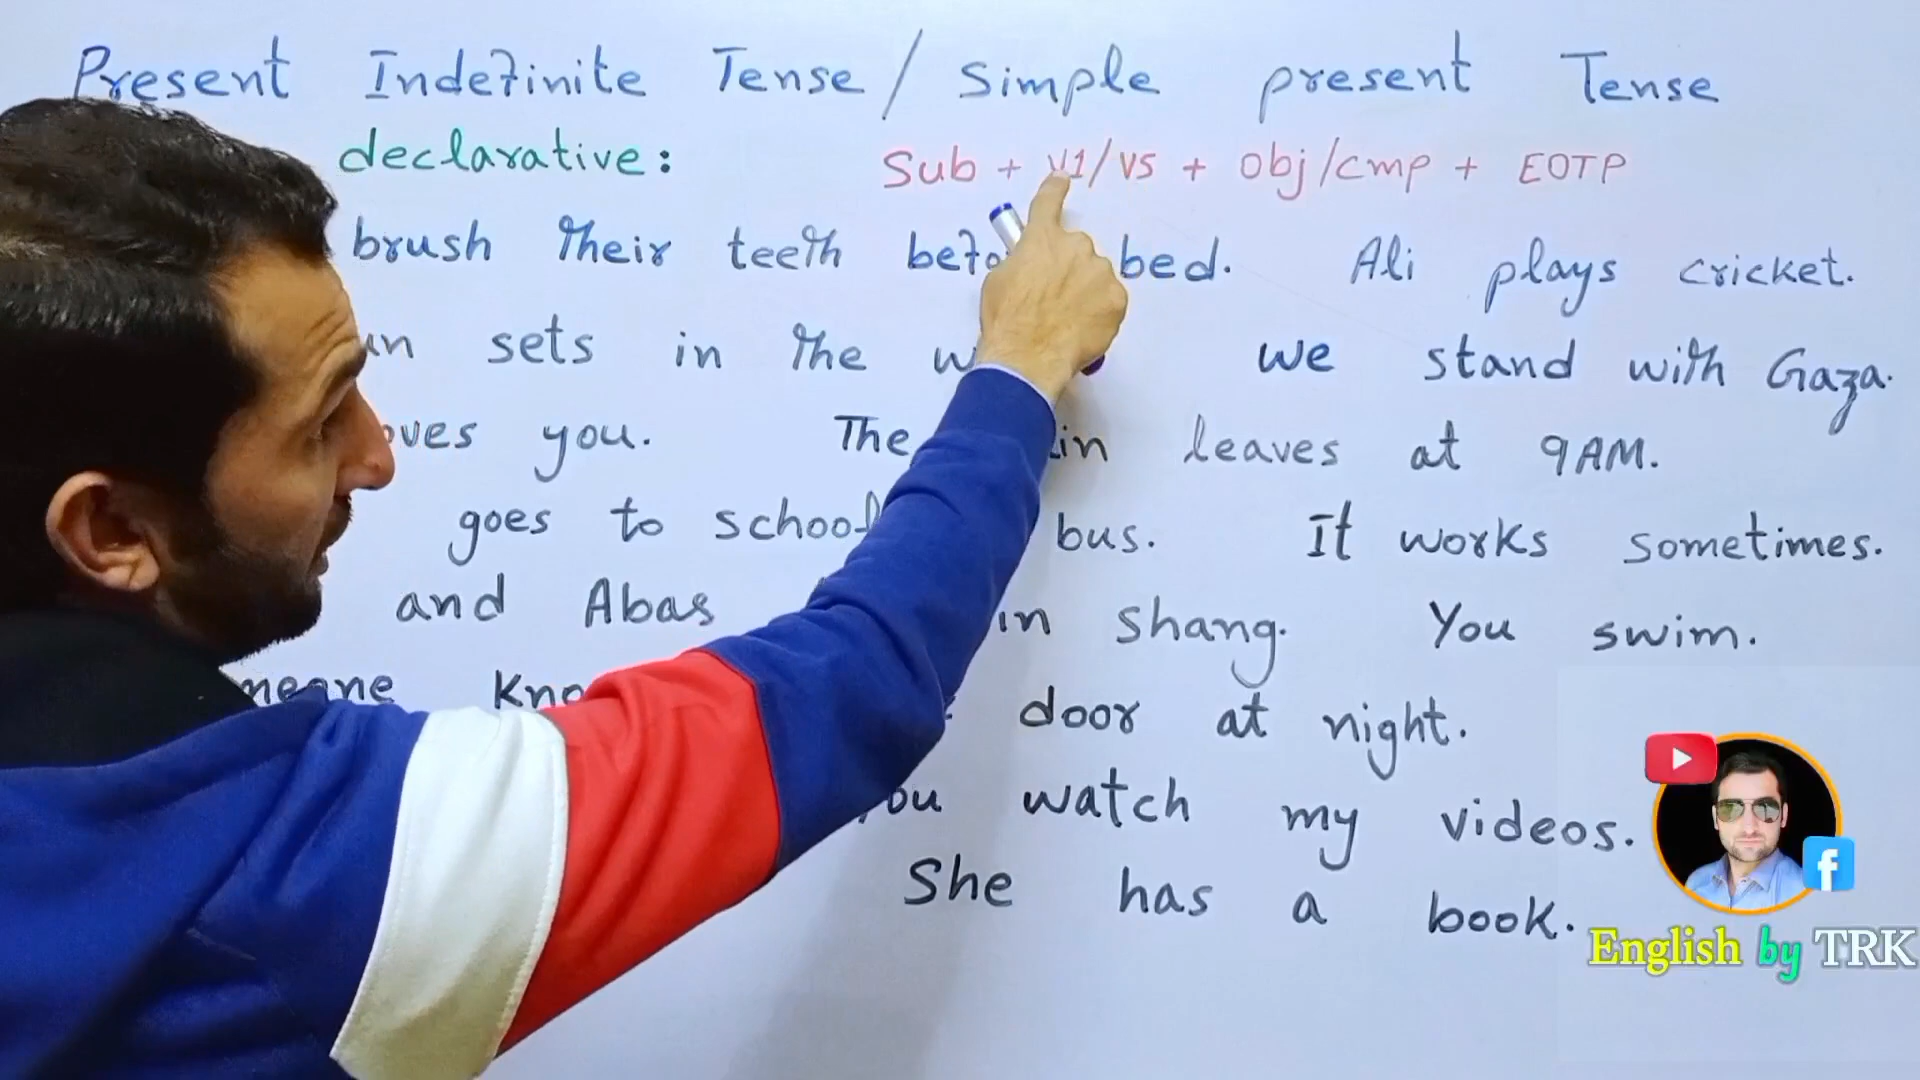 Present Indefinite Tense / Simple present Tense
declarative: Sub + V1/VS + Obj/cmp + EOTP
brush their teeth bed. Ali plays cricket.
sets in the we stand with Gaza.
you. The leaves at 9AM.
goes to school bus. It works sometimes.
and Abas in shang. You swim.
door at night.
watch my videos.
She has a book.
English by TRK